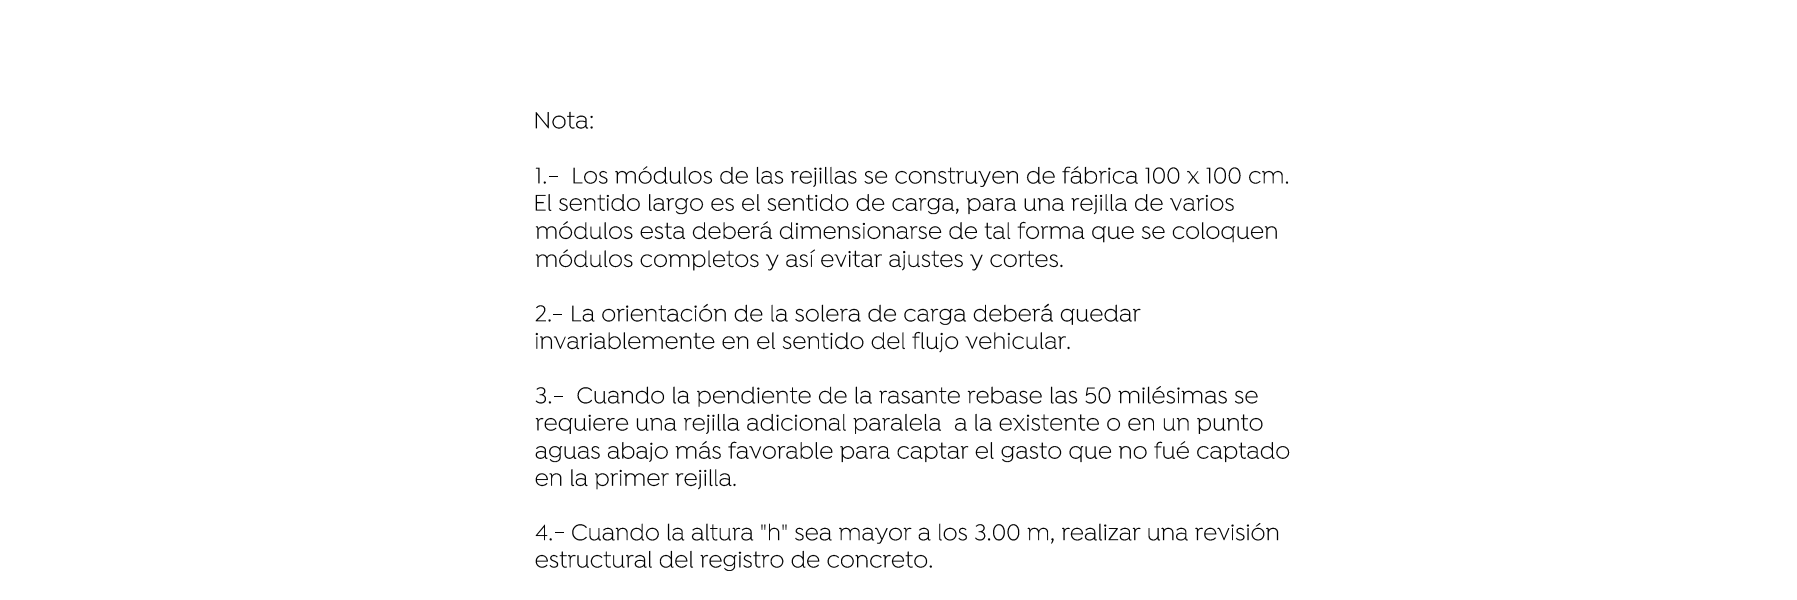 Nota:
1.-  Los módulos de las rejillas se construyen de fábrica 100 x 100 cm.
El sentido largo es el sentido de carga, para una rejilla de varios
módulos esta deberá dimensionarse de tal forma que se coloquen
módulos completos y así evitar ajustes y cortes.
2.- La orientación de la solera de carga deberá quedar
invariablemente en el sentido del flujo vehicular.
3.-  Cuando la pendiente de la rasante rebase las 50 milésimas se
requiere una rejilla adicional paralela  a la existente o en un punto
aguas abajo más favorable para captar el gasto que no fué captado
en la primer rejilla.
4.- Cuando la altura "h" sea mayor a los 3.00 m, realizar una revisión
estructural del registro de concreto.